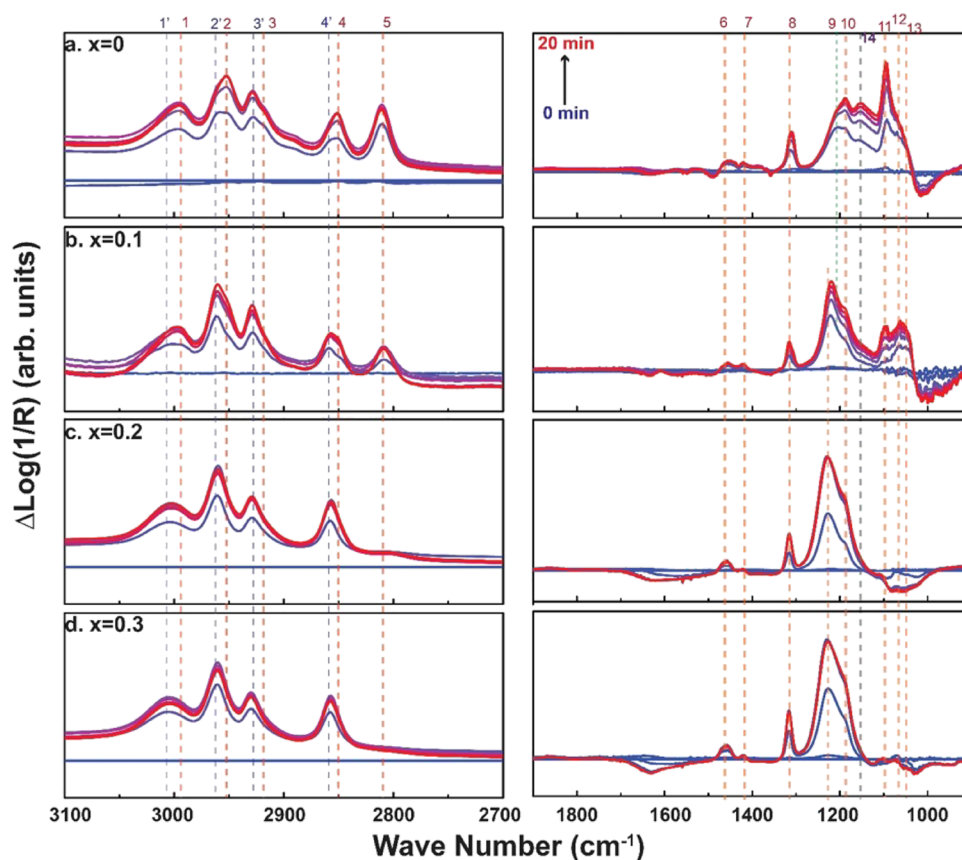 1' 1 2' 2 3' 3 4' 4 5 6 7 8 9 10 11 12 13
14
a. x=0
20 min
0 min
b. x=0.1
c. x=0.2
d. x=0.3
ΔLog(1/R) (arb. units)
3100 3000 2900 2800 2700 1800 1600 1400 1200 1000
Wave Number (cm⁻¹)